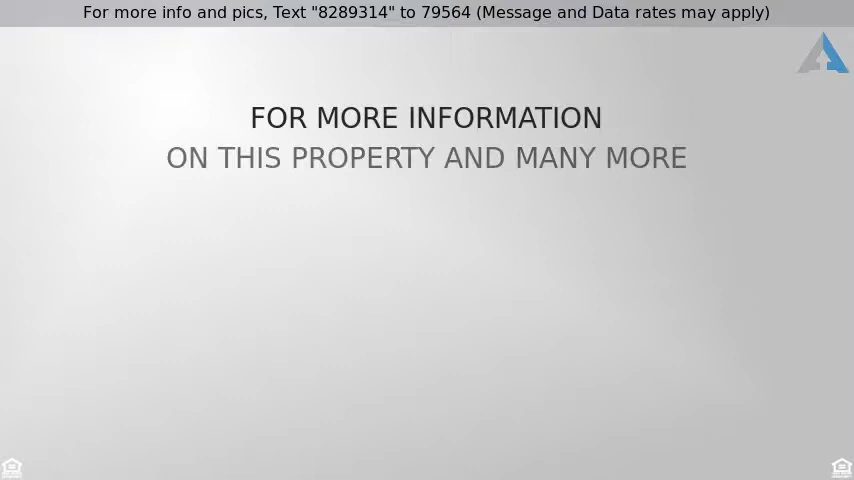 For more info and pics, Text "8289314" to 79564 (Message and Data rates may apply)
FOR MORE INFORMATION
ON THIS PROPERTY AND MANY MORE